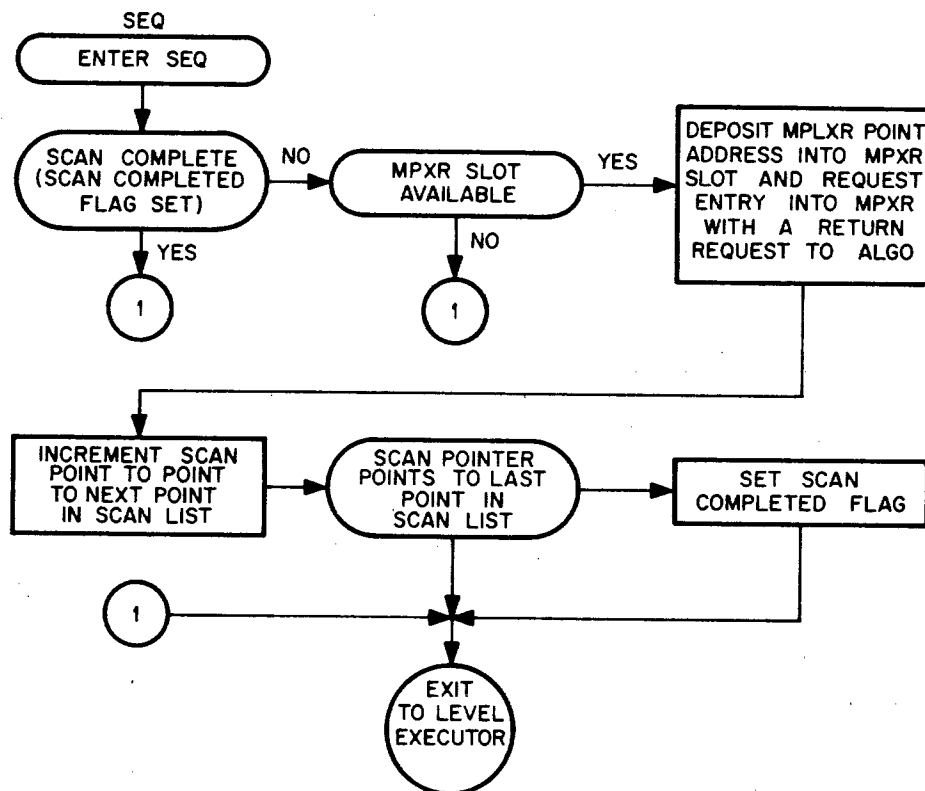 SEQ
ENTER SEQ
SCAN COMPLETE
(SCAN COMPLETED
FLAG SET)
NO
YES
1
MPXR SLOT
AVAILABLE
YES
NO
1
DEPOSIT MPLXR POINT
ADDRESS INTO MPXR
SLOT AND REQUEST
ENTRY INTO MPXR
WITH A RETURN
REQUEST TO ALGO
INCREMENT SCAN
POINT TO POINT
TO NEXT POINT
IN SCAN LIST
SCAN POINTER
POINTS TO LAST
POINT IN
SCAN LIST
SET SCAN
COMPLETED FLAG
1
EXIT
TO LEVEL
EXECUTOR